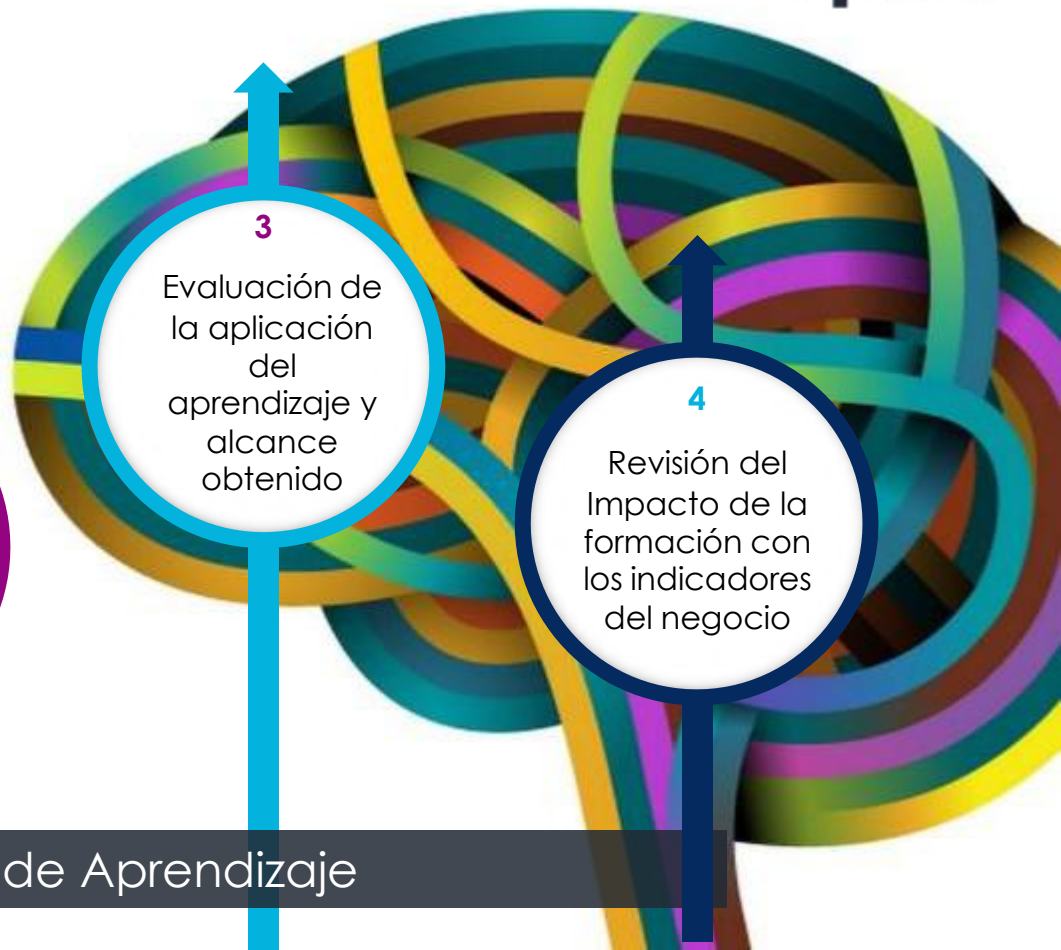 3
Evaluación de
la aplicación
del
aprendizaje y
alcance
obtenido
4
Revisión del
Impacto de la
formación con
los indicadores
del negocio
de Aprendizaje